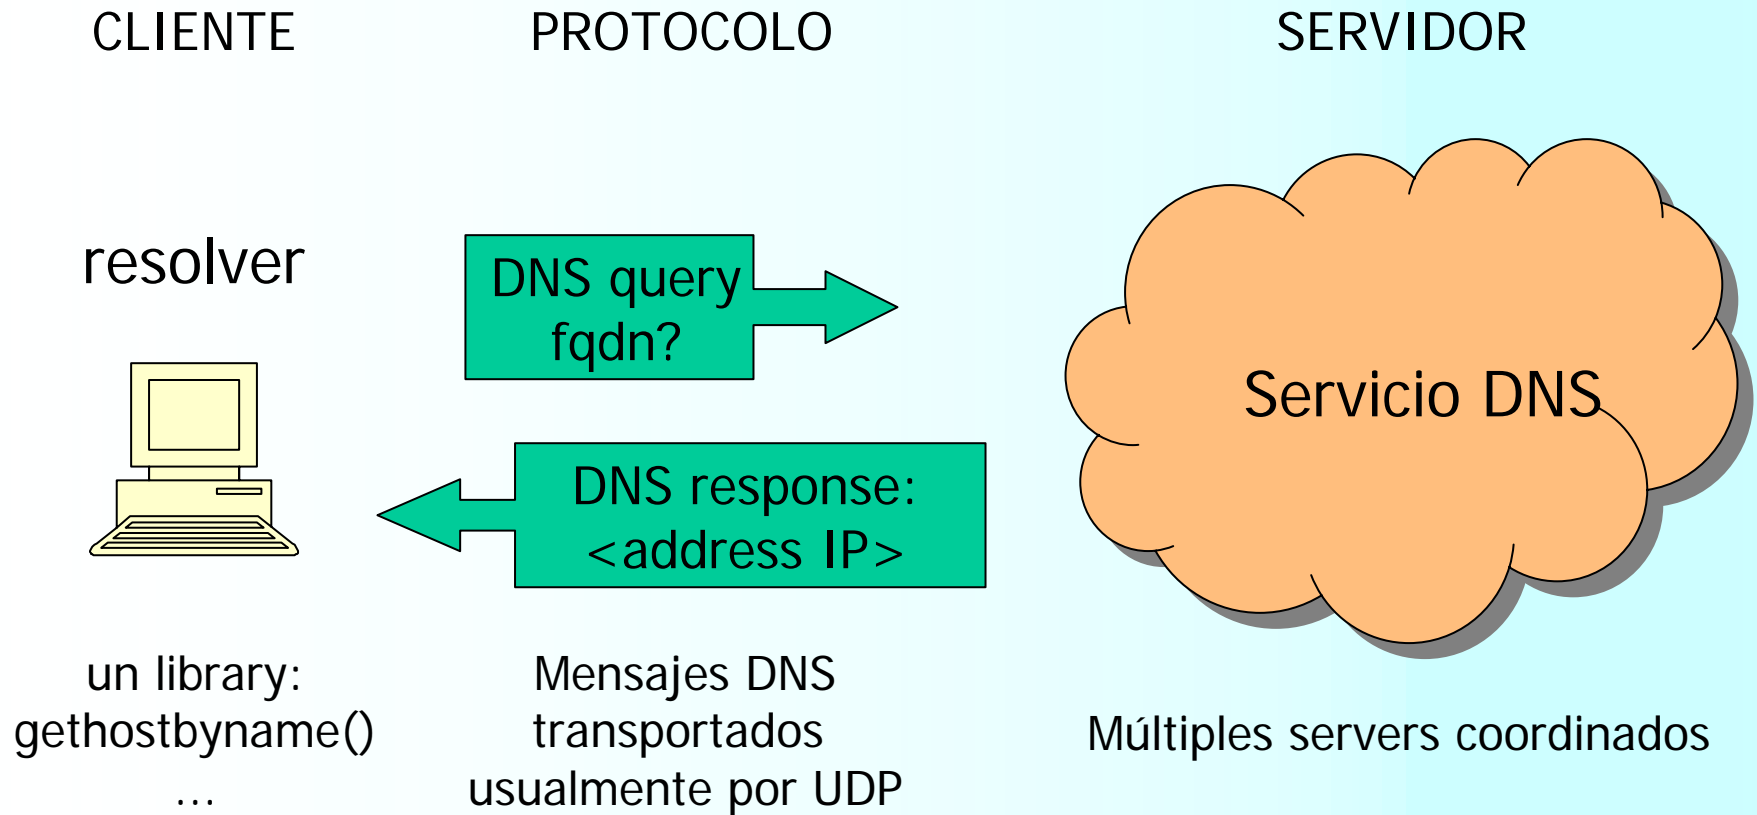 CLIENTE
PROTOCOLO
SERVIDOR
resolver
DNS query
fqdn?
Servicio DNS
DNS response:
<address IP>
un library:
gethostbyname()
...
Mensajes DNS
transportados
usualmente por UDP
Múltiples servers coordinados